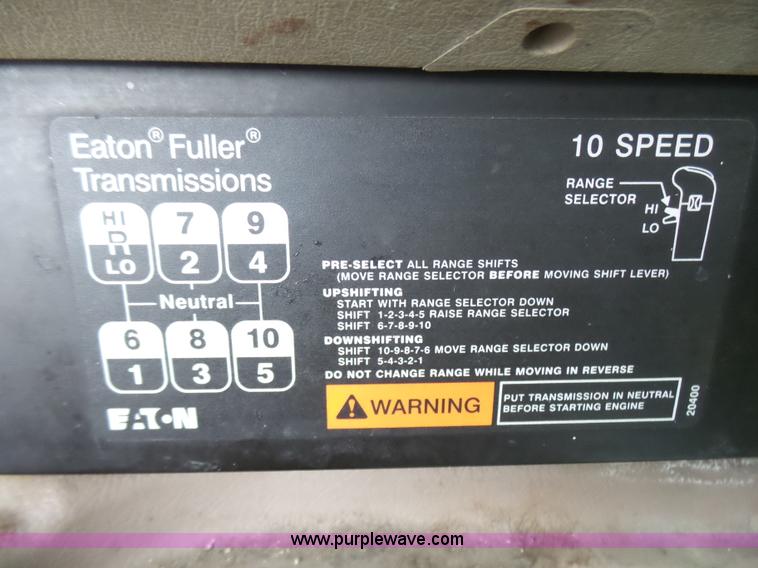 Eaton® Fuller®
Transmissions
10 SPEED
RANGE
SELECTOR
HI
LO
HI
R
LO
7
2
9
4
Neutral
6
1
8
3
10
5
PRE-SELECT ALL RANGE SHIFTS
(MOVE RANGE SELECTOR BEFORE MOVING SHIFT LEVER)
UPSHIFTING
START WITH RANGE SELECTOR DOWN
SHIFT 1-2-3-4-5 RAISE RANGE SELECTOR
SHIFT 6-7-8-9-10
DOWNSHIFTING
SHIFT 10-9-8-7-6 MOVE RANGE SELECTOR DOWN
SHIFT 5-4-3-2-1
DO NOT CHANGE RANGE WHILE MOVING IN REVERSE
WARNING
PUT TRANSMISSION IN NEUTRAL
BEFORE STARTING ENGINE
20400
EATON
www.purplewave.com